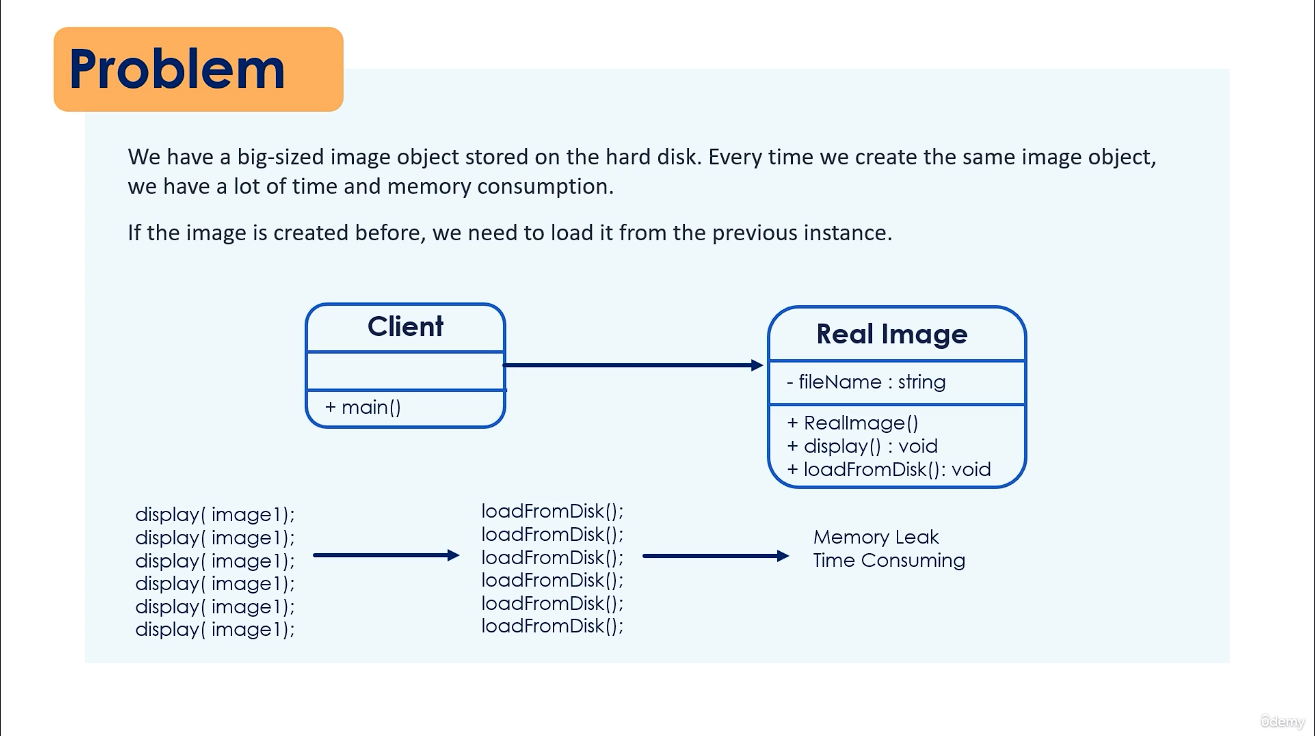 Problem
We have a big-sized image object stored on the hard disk. Every time we create the same image object,
we have a lot of time and memory consumption.
If the image is created before, we need to load it from the previous instance.
Client
+ main()
Real Image
- fileName : string
+ RealImage()
+ display() : void
+ loadFromDisk(): void
display( image1);
display( image1);
display( image1);
display( image1);
display( image1);
display( image1);
loadFromDisk();
loadFromDisk();
loadFromDisk();
loadFromDisk();
loadFromDisk();
loadFromDisk();
Memory Leak
Time Consuming
ûdemy